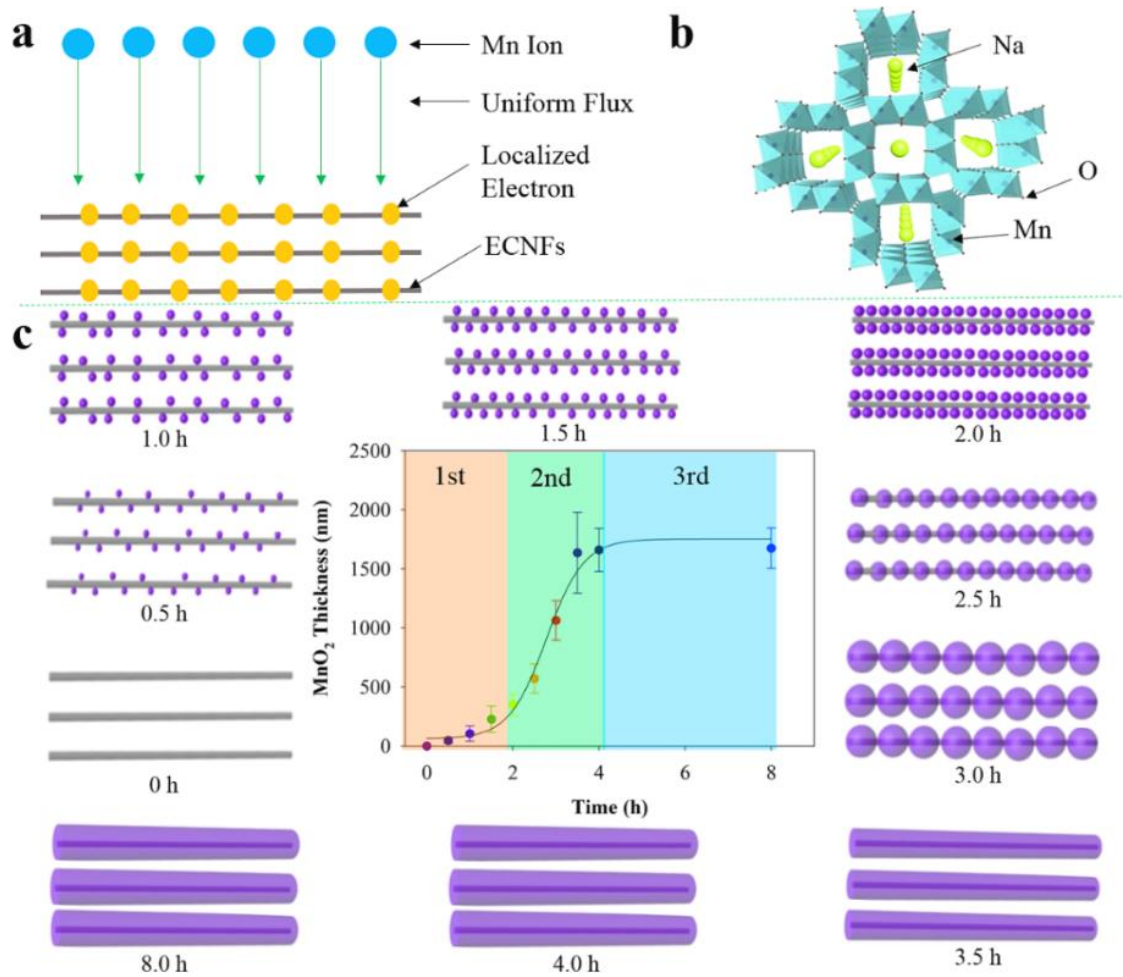 a
Mn Ion
Uniform Flux
Localized
Electron
ECNFs
b
Na
O
Mn
c
1.0 h
1.5 h
2.0 h
0.5 h
0 h
2500
2000
1500
1000
500
0
MnO₂ Thickness (nm)
1st
2nd
3rd
0
2
4
6
8
Time (h)
2.5 h
3.0 h
8.0 h
4.0 h
3.5 h